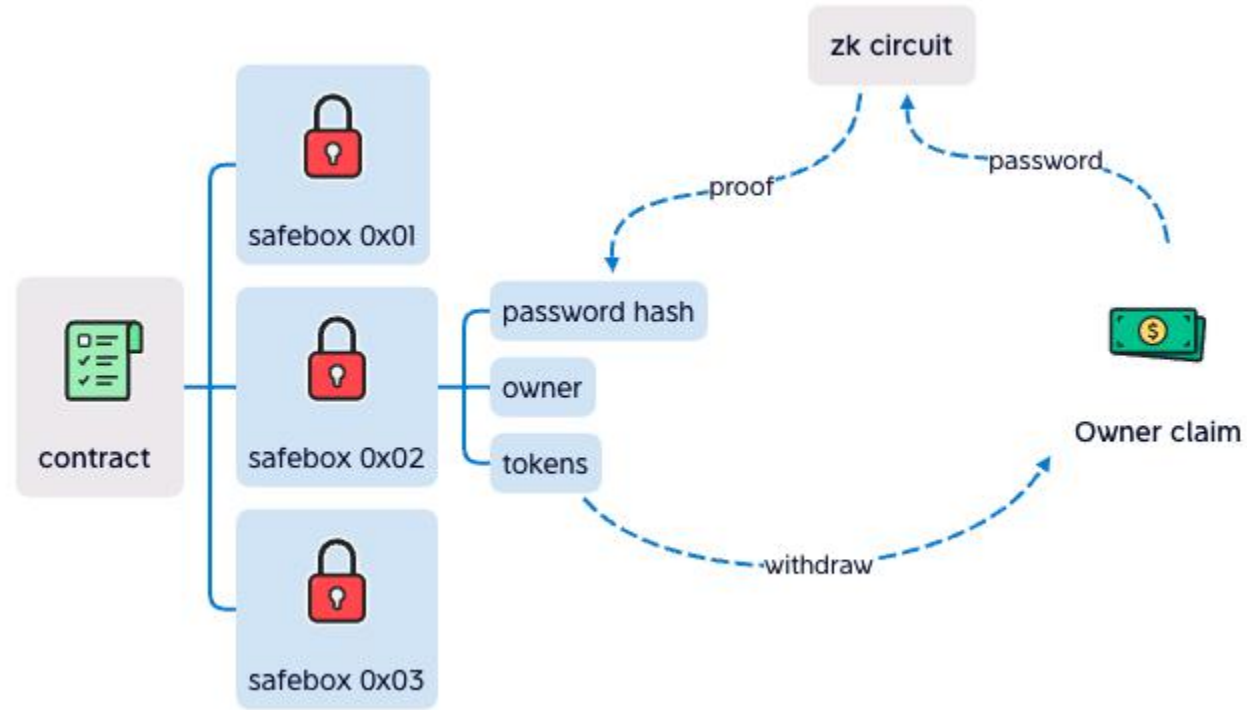 zk circuit
password
proof
safebox 0x01
password hash
owner
contract
safebox 0x02
tokens
Owner claim
withdraw
safebox 0x03
$